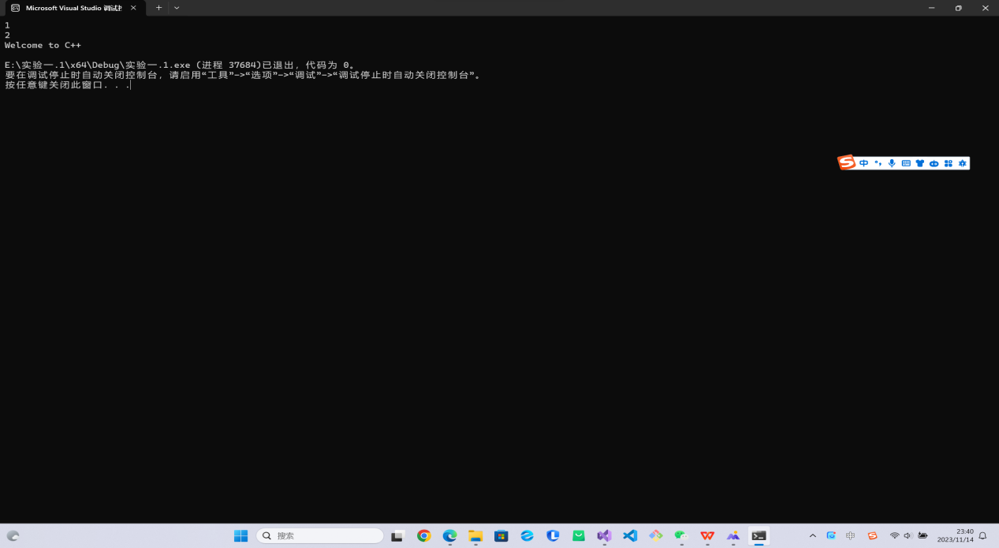 Microsoft Visual Studio 调试控
1
2
Welcome to C++
E:\实验一.1\x64\Debug\实验一.1.exe (进程 37684)已退出，代码为 0。
要在调试停止时自动关闭控制台，请启用“工具”->“选项”->“调试”->“调试停止时自动关闭控制台”。
按任意键关闭此窗口. . .
中
搜索
中
23:40
2023/11/14